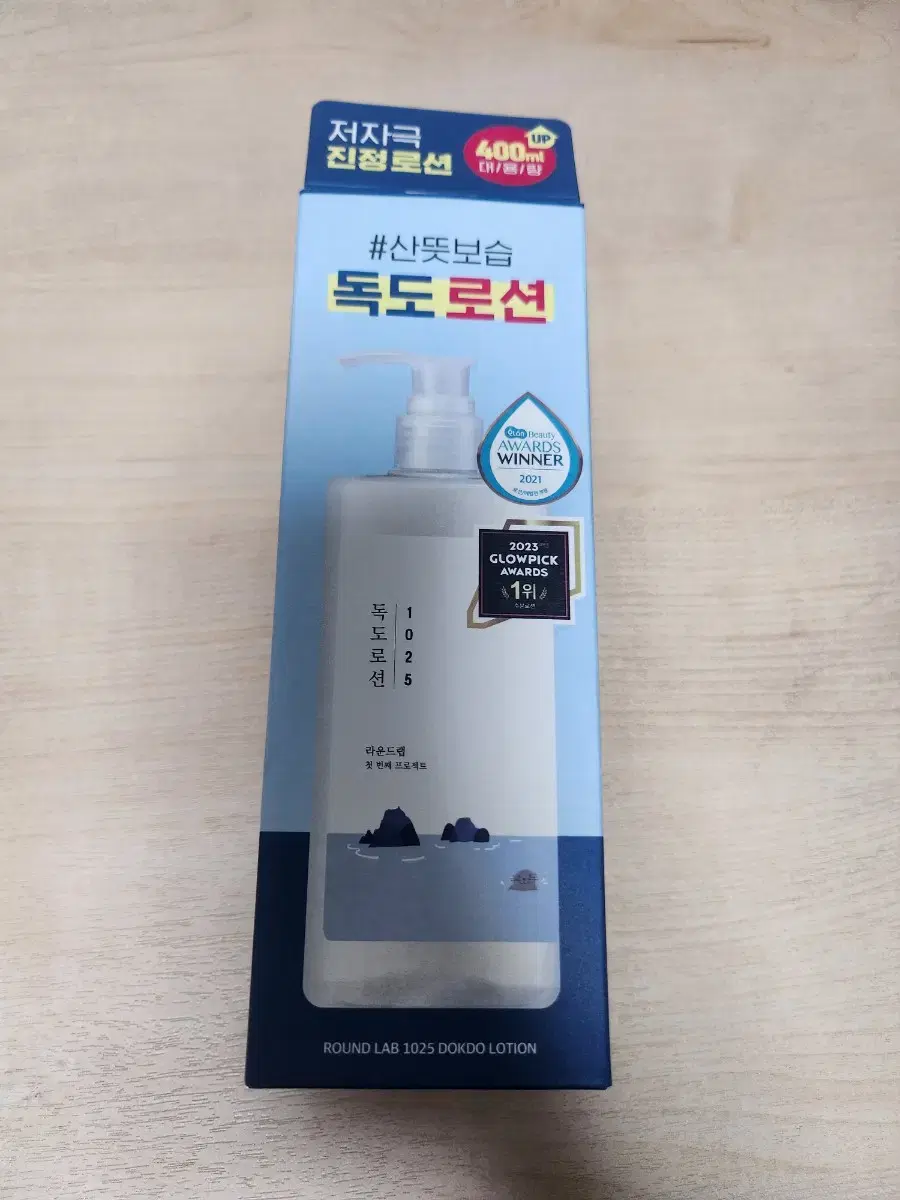 저자극
진정로션
UP
400ml
대/용/량
#산뜻보습
독도로션
Beauty
AWARDS
WINNER
2021
2023
GLOWPICK
AWARDS
1위
독도로션
1025
라운드랩
첫 번째 프로젝트
ROUND LAB 1025 DOKDO LOTION